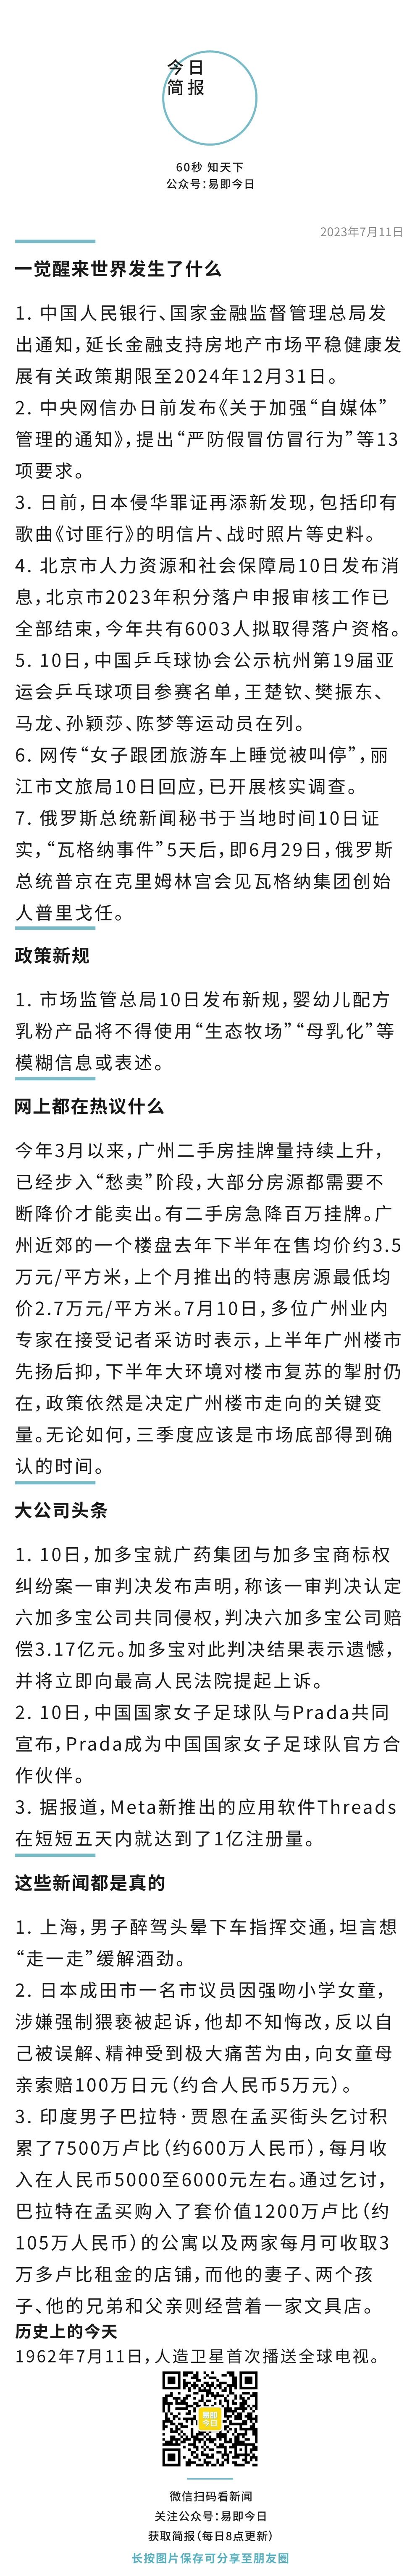 今日
简报
60秒 知天下
公众号：易即今日
2023年7月11日
一觉醒来世界发生了什么
1. 中国人民银行、国家金融监督管理总局发
出通知，延长金融支持房地产市场平稳健康发
展有关政策期限至2024年12月31日。
2. 中央网信办日前发布《关于加强“自媒体”
管理的通知》，提出“严防假冒仿冒行为”等13
项要求。
3. 日前，日本侵华罪证再添新发现，包括印有
歌曲《讨匪行》的明信片、战时照片等史料。
4. 北京市人力资源和社会保障局10日发布消
息，北京市2023年积分落户申报审核工作已
全部结束，今年共有6003人拟取得落户资格。
5. 10日，中国乒乓球协会公示杭州第19届亚
运会乒乓球项目参赛名单，王楚钦、樊振东、
马龙、孙颖莎、陈梦等运动员在列。
6. 网传“女子跟团旅游车上睡觉被叫停”，丽
江市文旅局10日回应，已开展核实调查。
7. 俄罗斯总统新闻秘书于当地时间10日证
实，“瓦格纳事件”5天后，即6月29日，俄罗斯
总统普京在克里姆林宫会见瓦格纳集团创始
人普里戈任。
政策新规
1. 市场监管总局10日发布新规，婴幼儿配方
乳粉产品将不得使用“生态牧场”“母乳化”等
模糊信息或表述。
网上都在热议什么
今年3月以来，广州二手房挂牌量持续上升，
已经步入“愁卖”阶段，大部分房源都需要不
断降价才能卖出。有二手房急降百万挂牌。广
州近郊的一个楼盘去年下半年在售均价约3.5
万元/平方米，上个月推出的特惠房源最低均
价2.7万元/平方米。7月10日，多位广州业内
专家在接受记者采访时表示，上半年广州楼市
先扬后抑，下半年大环境对楼市复苏的掣肘仍
在，政策依然是决定广州楼市走向的关键变
量。无论如何，三季度应该是市场底部得到确
认的时间。
大公司头条
1. 10日，加多宝就广药集团与加多宝商标权
纠纷案一审判决发布声明，称该一审判决认定
六加多宝公司共同侵权，判决六加多宝公司赔
偿3.17亿元。加多宝对此判决结果表示遗憾，
并将立即向最高人民法院提起上诉。
2. 10日，中国国家女子足球队与Prada共同
宣布，Prada成为中国国家女子足球队官方合
作伙伴。
3. 据报道，Meta新推出的应用软件Threads
在短短五天内就达到了1亿注册量。
这些新闻都是真的
1. 上海，男子醉驾头晕下车指挥交通，坦言想
“走一走”缓解酒劲。
2. 日本成田市一名市议员因强吻小学女童，
涉嫌强制猥亵被起诉，他却不知悔改，反以自
己被误解、精神受到极大痛苦为由，向女童母
亲索赔100万日元（约合人民币5万元）。
3. 印度男子巴拉特·贾恩在孟买街头乞讨积
累了7500万卢比（约600万人民币），每月收
入在人民币5000至6000元左右。通过乞讨，
巴拉特在孟买购入了套价值1200万卢比（约
105万人民币）的公寓以及两家每月可收取3
万多卢比租金的店铺，而他的妻子、两个孩
子、他的兄弟和父亲则经营着一家文具店。
历史上的今天
1962年7月11日，人造卫星首次播送全球电视。
易即
今日
微信扫码看新闻
关注公众号：易即今日
获取简报（每日8点更新）
长按图片保存可分享至朋友圈